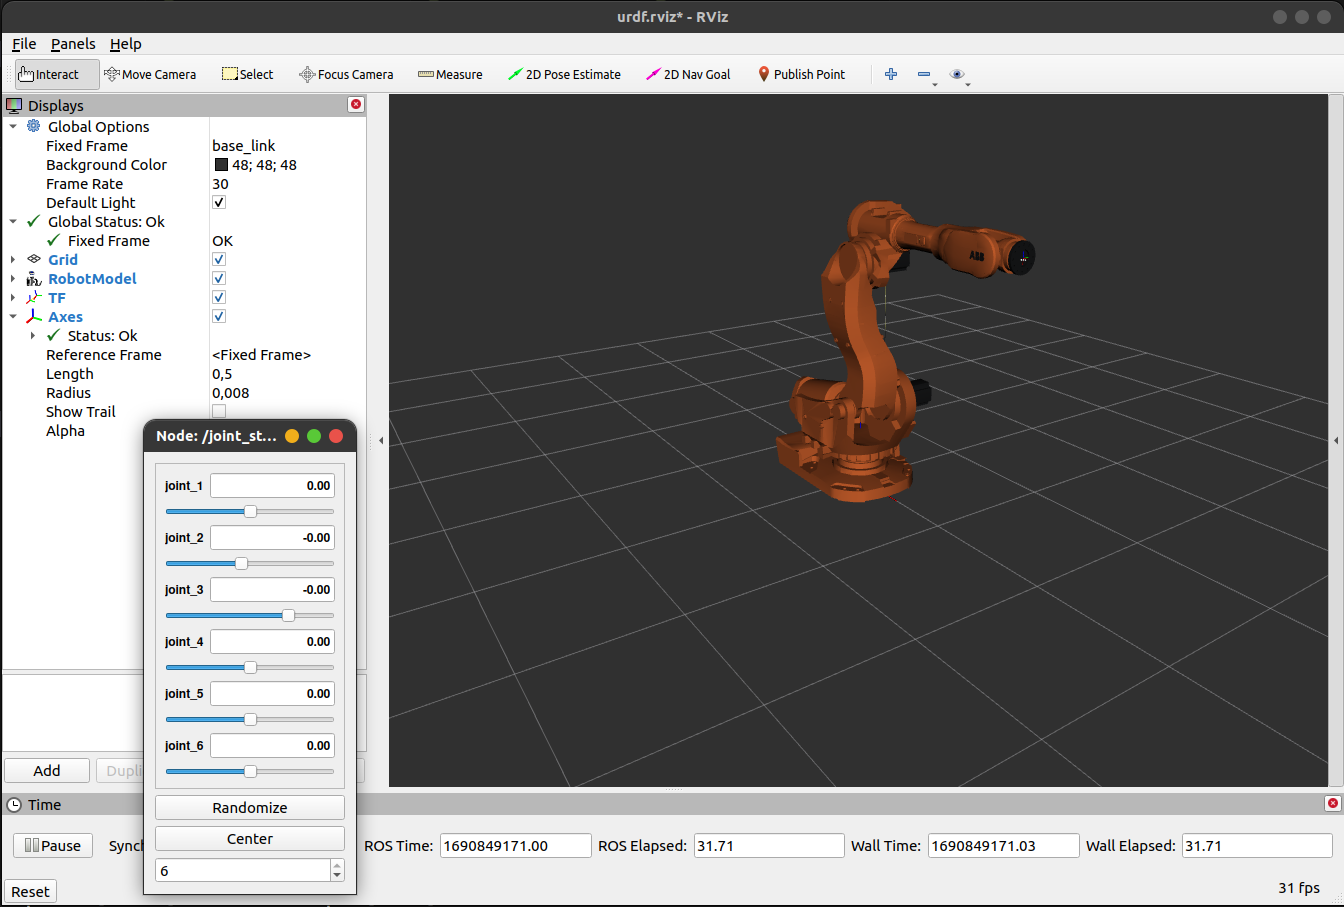 urdf.rviz* - RViz
File Panels Help
Interact Move Camera Select Focus Camera Measure 2D Pose Estimate 2D Nav Goal Publish Point
Displays
Global Options
Fixed Frame base_link
Background Color 48; 48; 48
Frame Rate 30
Default Light
Global Status: Ok
Fixed Frame OK
Grid
RobotModel
TF
Axes
Status: Ok
Reference Frame <Fixed Frame>
Length 0,5
Radius 0,008
Show Trail
Alpha
ABB
Node: /joint_st...
joint_1 0.00
joint_2 -0.00
joint_3 -0.00
joint_4 0.00
joint_5 0.00
joint_6 0.00
Randomize
Center
6
Add Dupli
Time
Pause Synch ROS Time: 1690849171.00 ROS Elapsed: 31.71 Wall Time: 1690849171.03 Wall Elapsed: 31.71
Reset 31 fps